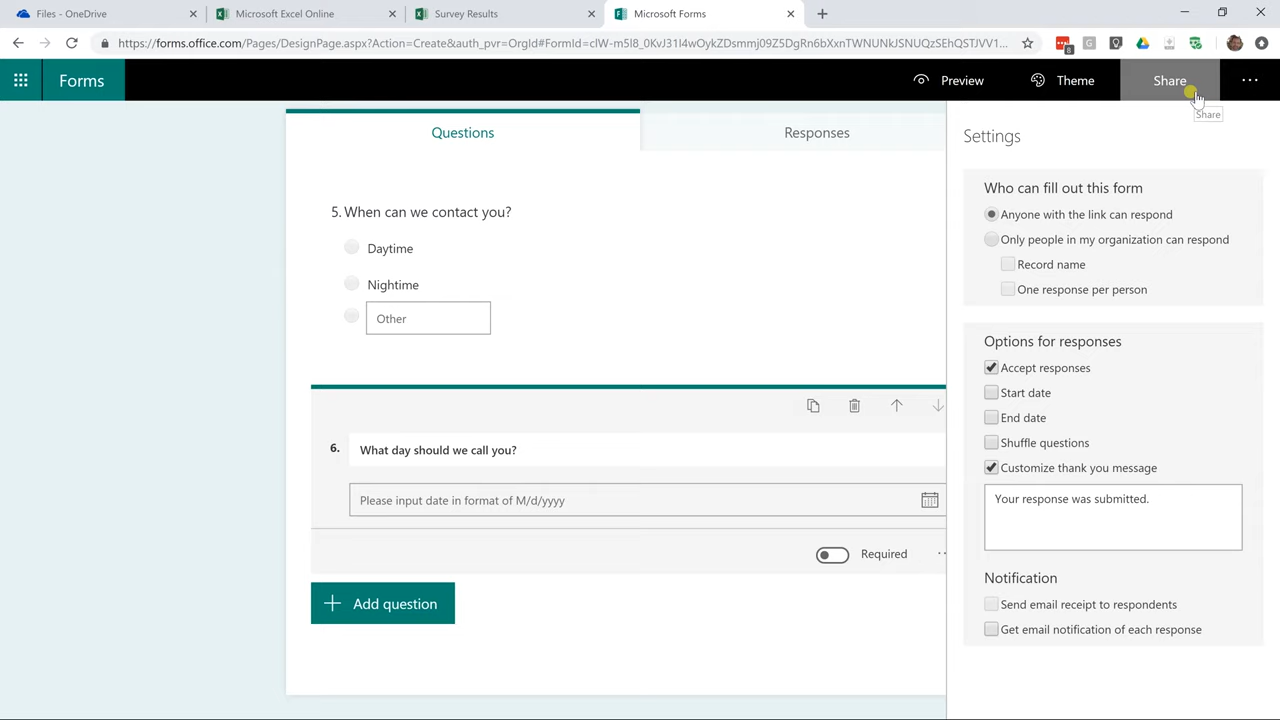 Files - OneDrive
Microsoft Excel Online
Survey Results
Microsoft Forms
https://forms.office.com/Pages/DesignPage.aspx?Action=Create&auth_pvr=OrgId#FormId=
8
Forms
Preview
Theme
Share
Share
Questions
Responses
Settings
5. When can we contact you?
Daytime
Nightime
Other
6. What day should we call you?
Please input date in format of M/d/yyyy
Required
Add question
Who can fill out this form
Anyone with the link can respond
Only people in my organization can respond
Record name
One response per person
Options for responses
Accept responses
Start date
End date
Shuffle questions
Customize thank you message
Your response was submitted.
Notification
Send email receipt to respondents
Get email notification of each response